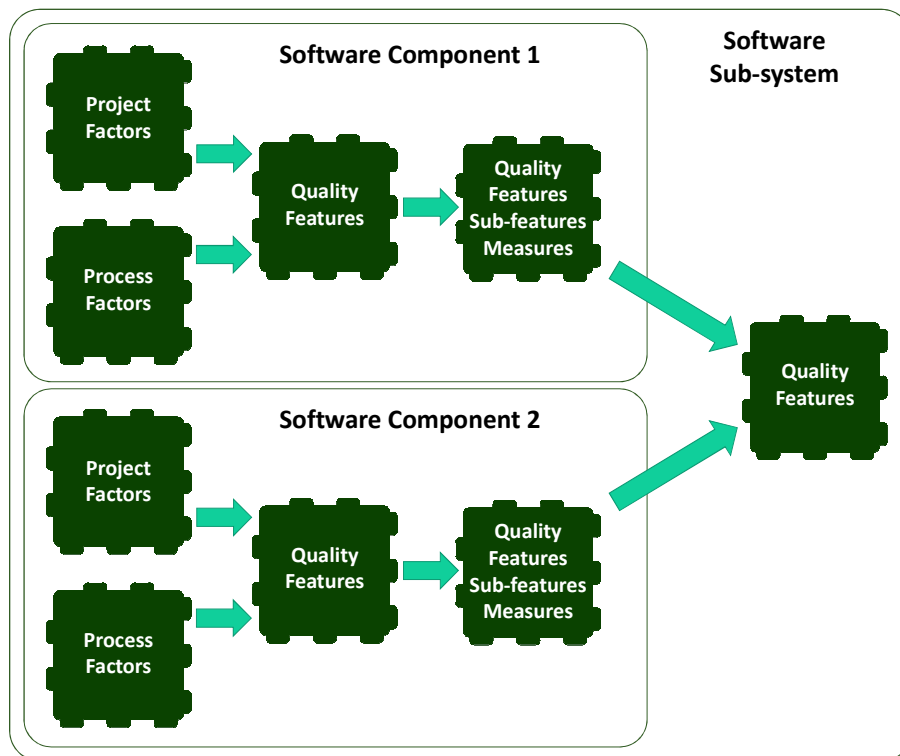 Software Component 1
Software
Sub-system
Project
Factors
Process
Factors
Quality
Features
Quality
Features
Sub-features
Measures
Quality
Features
Software Component 2
Project
Factors
Process
Factors
Quality
Features
Quality
Features
Sub-features
Measures